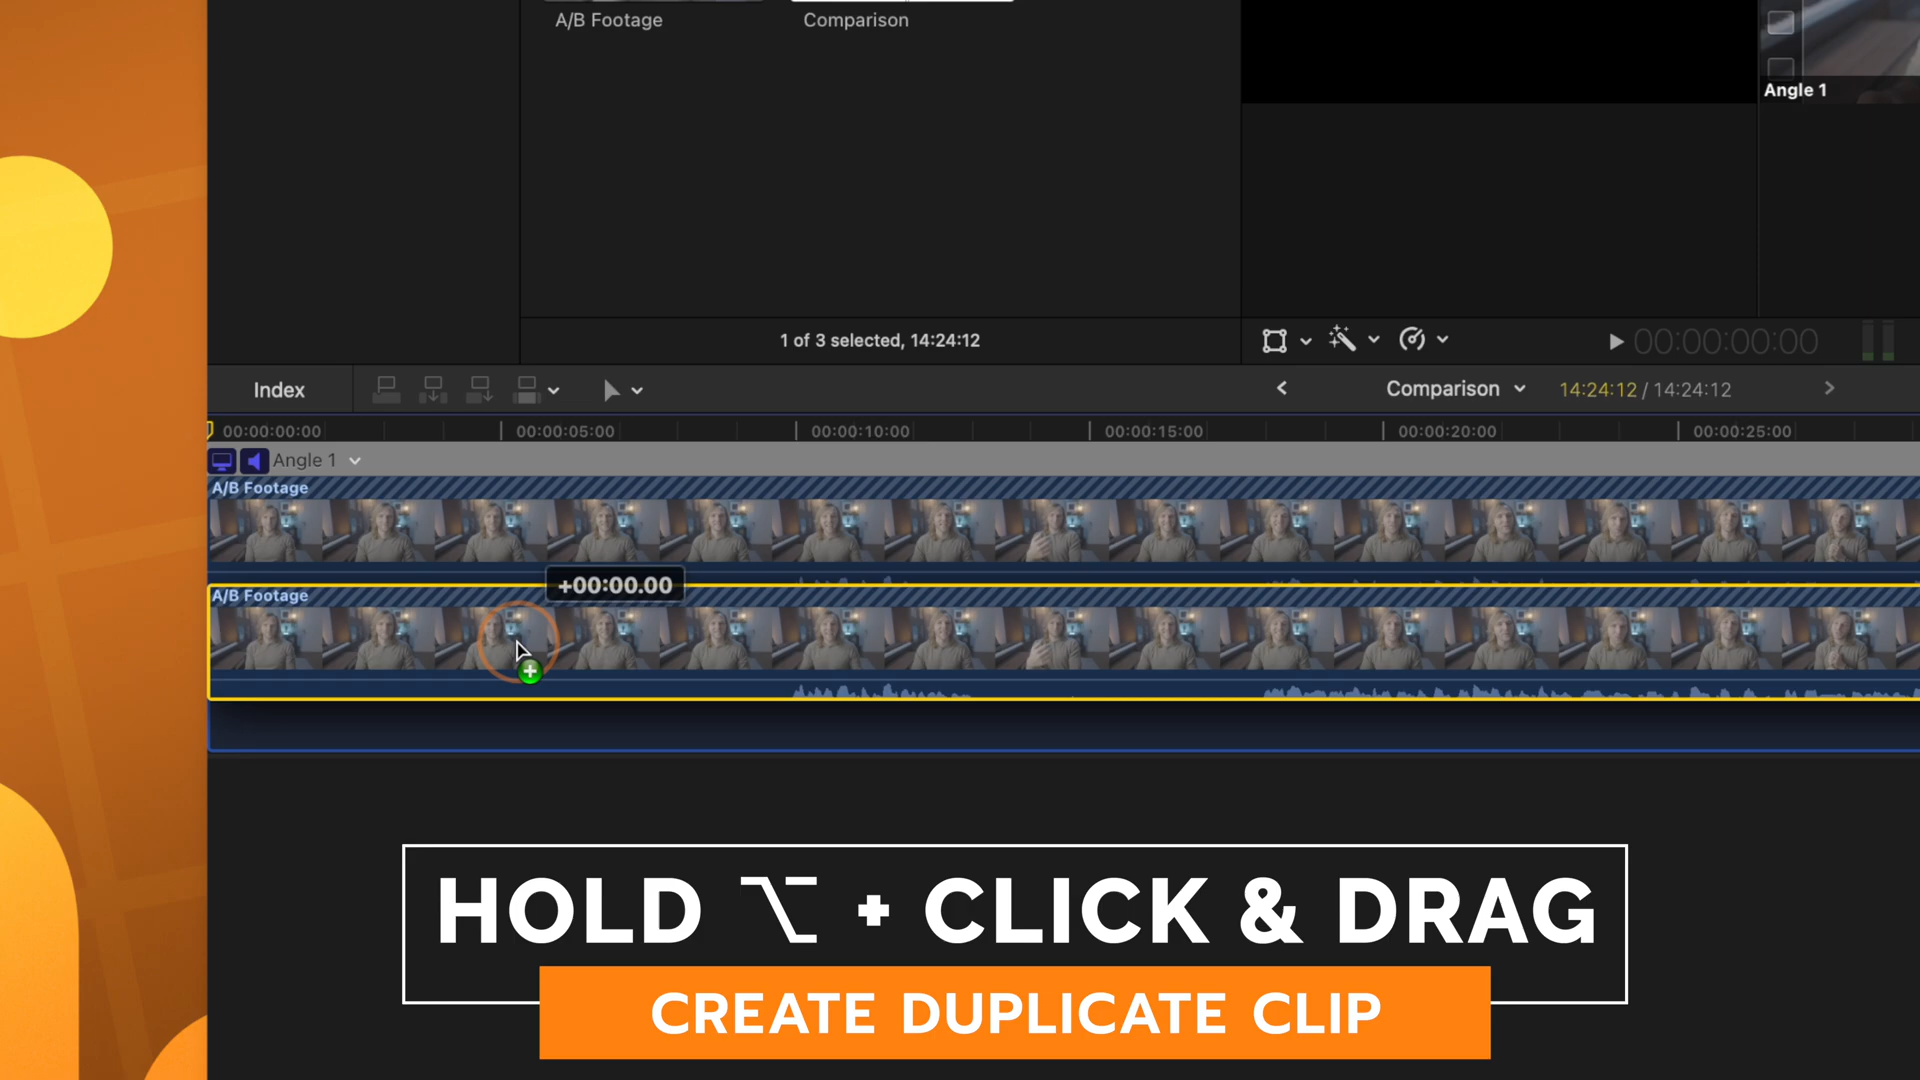 A/B Footage
Comparison
Angle 1
1 of 3 selected, 14:24:12
00:00:00:00
Index
Comparison
14:24:12 / 14:24:12
00:00:00:00
00:00:05:00
00:00:10:00
00:00:15:00
00:00:20:00
00:00:25:00
Angle 1
A/B Footage
+00:00.00
A/B Footage
HOLD ⌥ + CLICK & DRAG
CREATE DUPLICATE CLIP